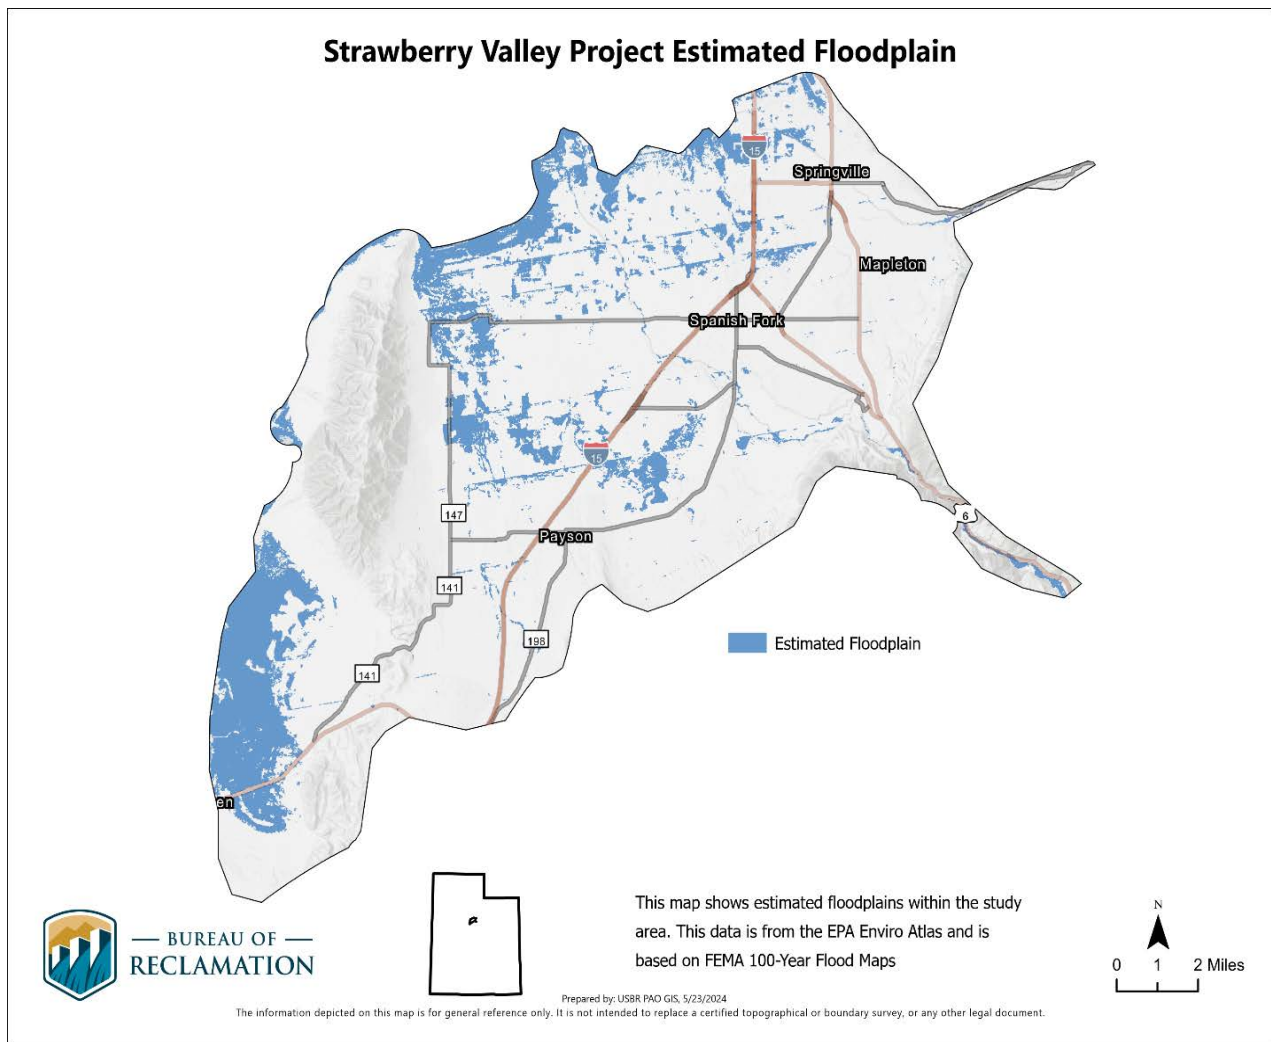 Strawberry Valley Project Estimated Floodplain
15
Springville
Mapleton
Spanish Fork
15
147
6
Payson
141
198
Estimated Floodplain
141
en
BUREAU OF
RECLAMATION
This map shows estimated floodplains within the study
area. This data is from the EPA Enviro Atlas and is
based on FEMA 100-Year Flood Maps
N
0 1 2 Miles
Prepared by: USBR PAO GIS, 5/23/2024
The information depicted on this map is for general reference only. It is not intended to replace a certified topographical or boundary survey, or any other legal document.